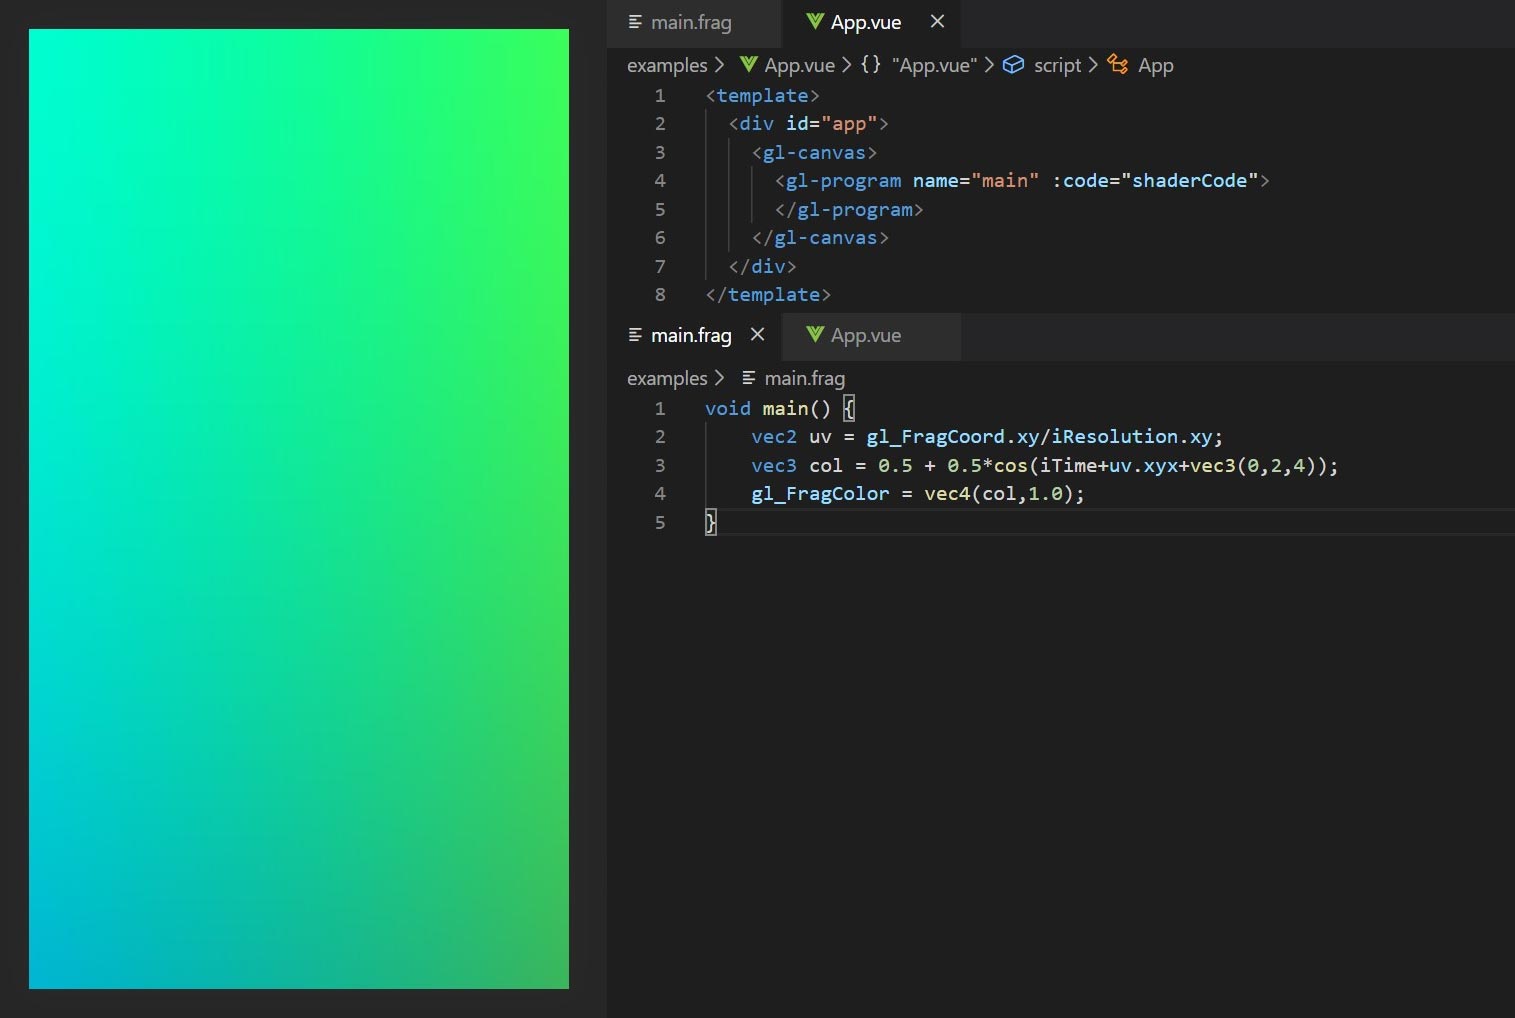 main.frag App.vue
examples App.vue {} "App.vue" script App
1 <template>
2 <div id="app">
3 <gl-canvas>
4 <gl-program name="main" :code="shaderCode">
5 </gl-program>
6 </gl-canvas>
7 </div>
8 </template>
main.frag App.vue
examples main.frag
1 void main() {
2 vec2 uv = gl_FragCoord.xy/iResolution.xy;
3 vec3 col = 0.5 + 0.5*cos(iTime+uv.xyx+vec3(0,2,4));
4 gl_FragColor = vec4(col,1.0);
5 }